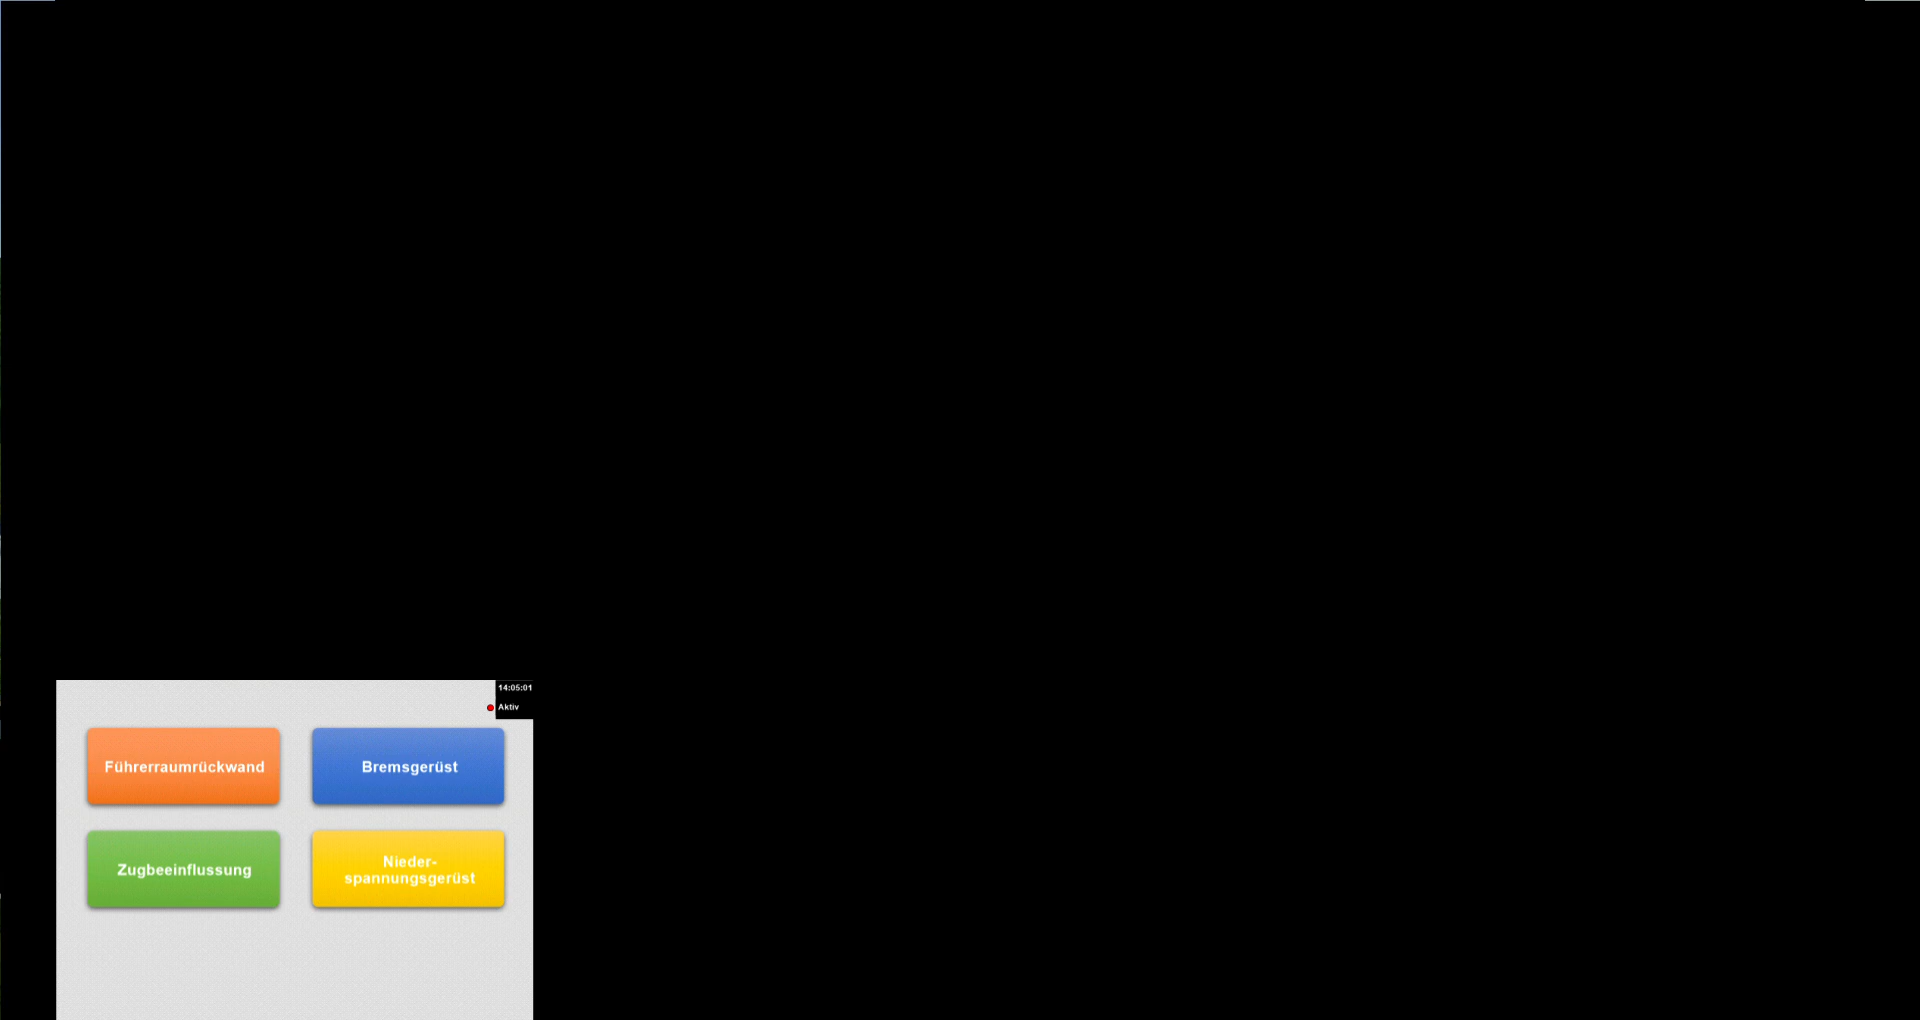 14:05:01
Aktiv
Führerraumrückwand
Bremsgerüst
Zugbeeinflussung
Nieder-
spannungsgerüst